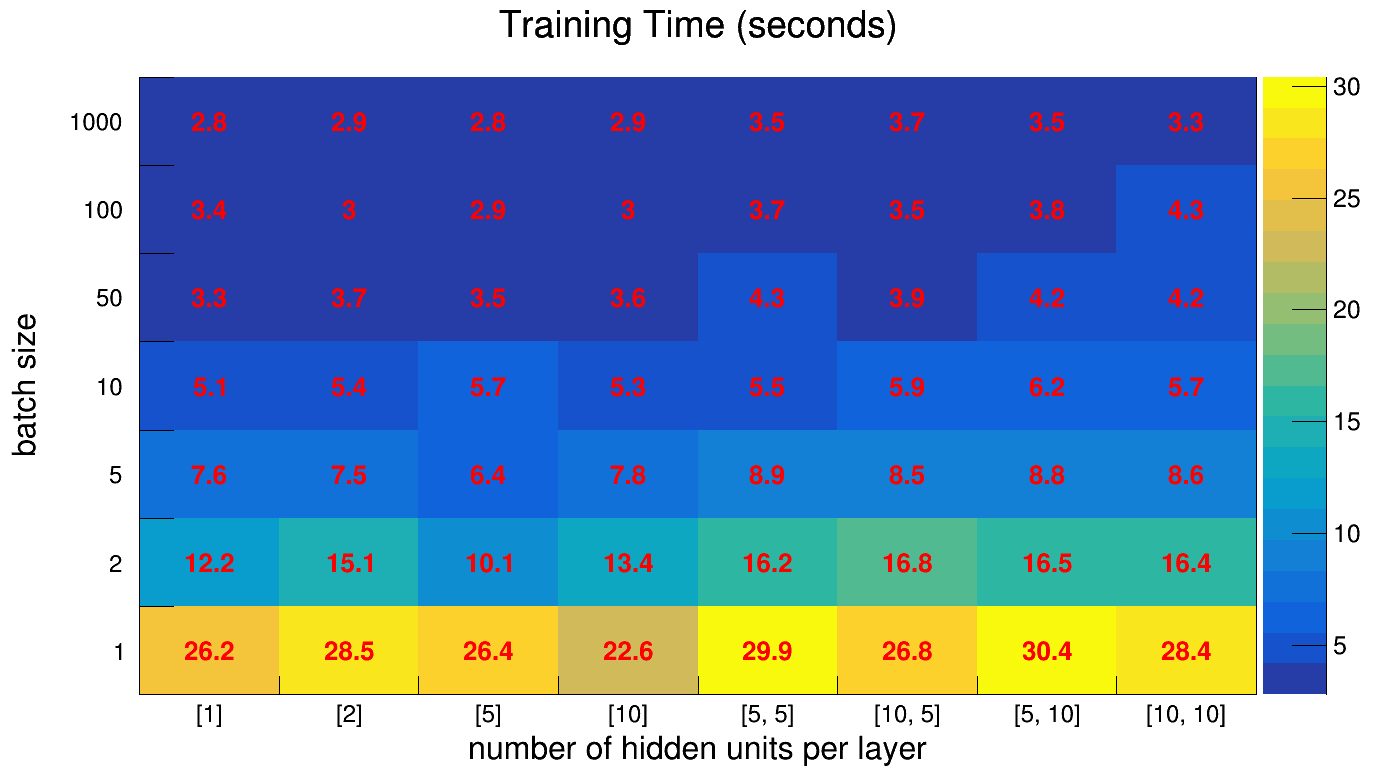 Training Time (seconds)
1000 2.8 2.9 2.8 2.9 3.5 3.7 3.5 3.3
100 3.4 3 2.9 3 3.7 3.5 3.8 4.3
50 3.3 3.7 3.5 3.6 4.3 3.9 4.2 4.2
10 5.1 5.4 5.7 5.3 5.5 5.9 6.2 5.7
5 7.6 7.5 6.4 7.8 8.9 8.5 8.8 8.6
2 12.2 15.1 10.1 13.4 16.2 16.8 16.5 16.4
1 26.2 28.5 26.4 22.6 29.9 26.8 30.4 28.4
[1] [2] [5] [10] [5, 5] [10, 5] [5, 10] [10, 10]
number of hidden units per layer
batch size
30
25
20
15
10
5